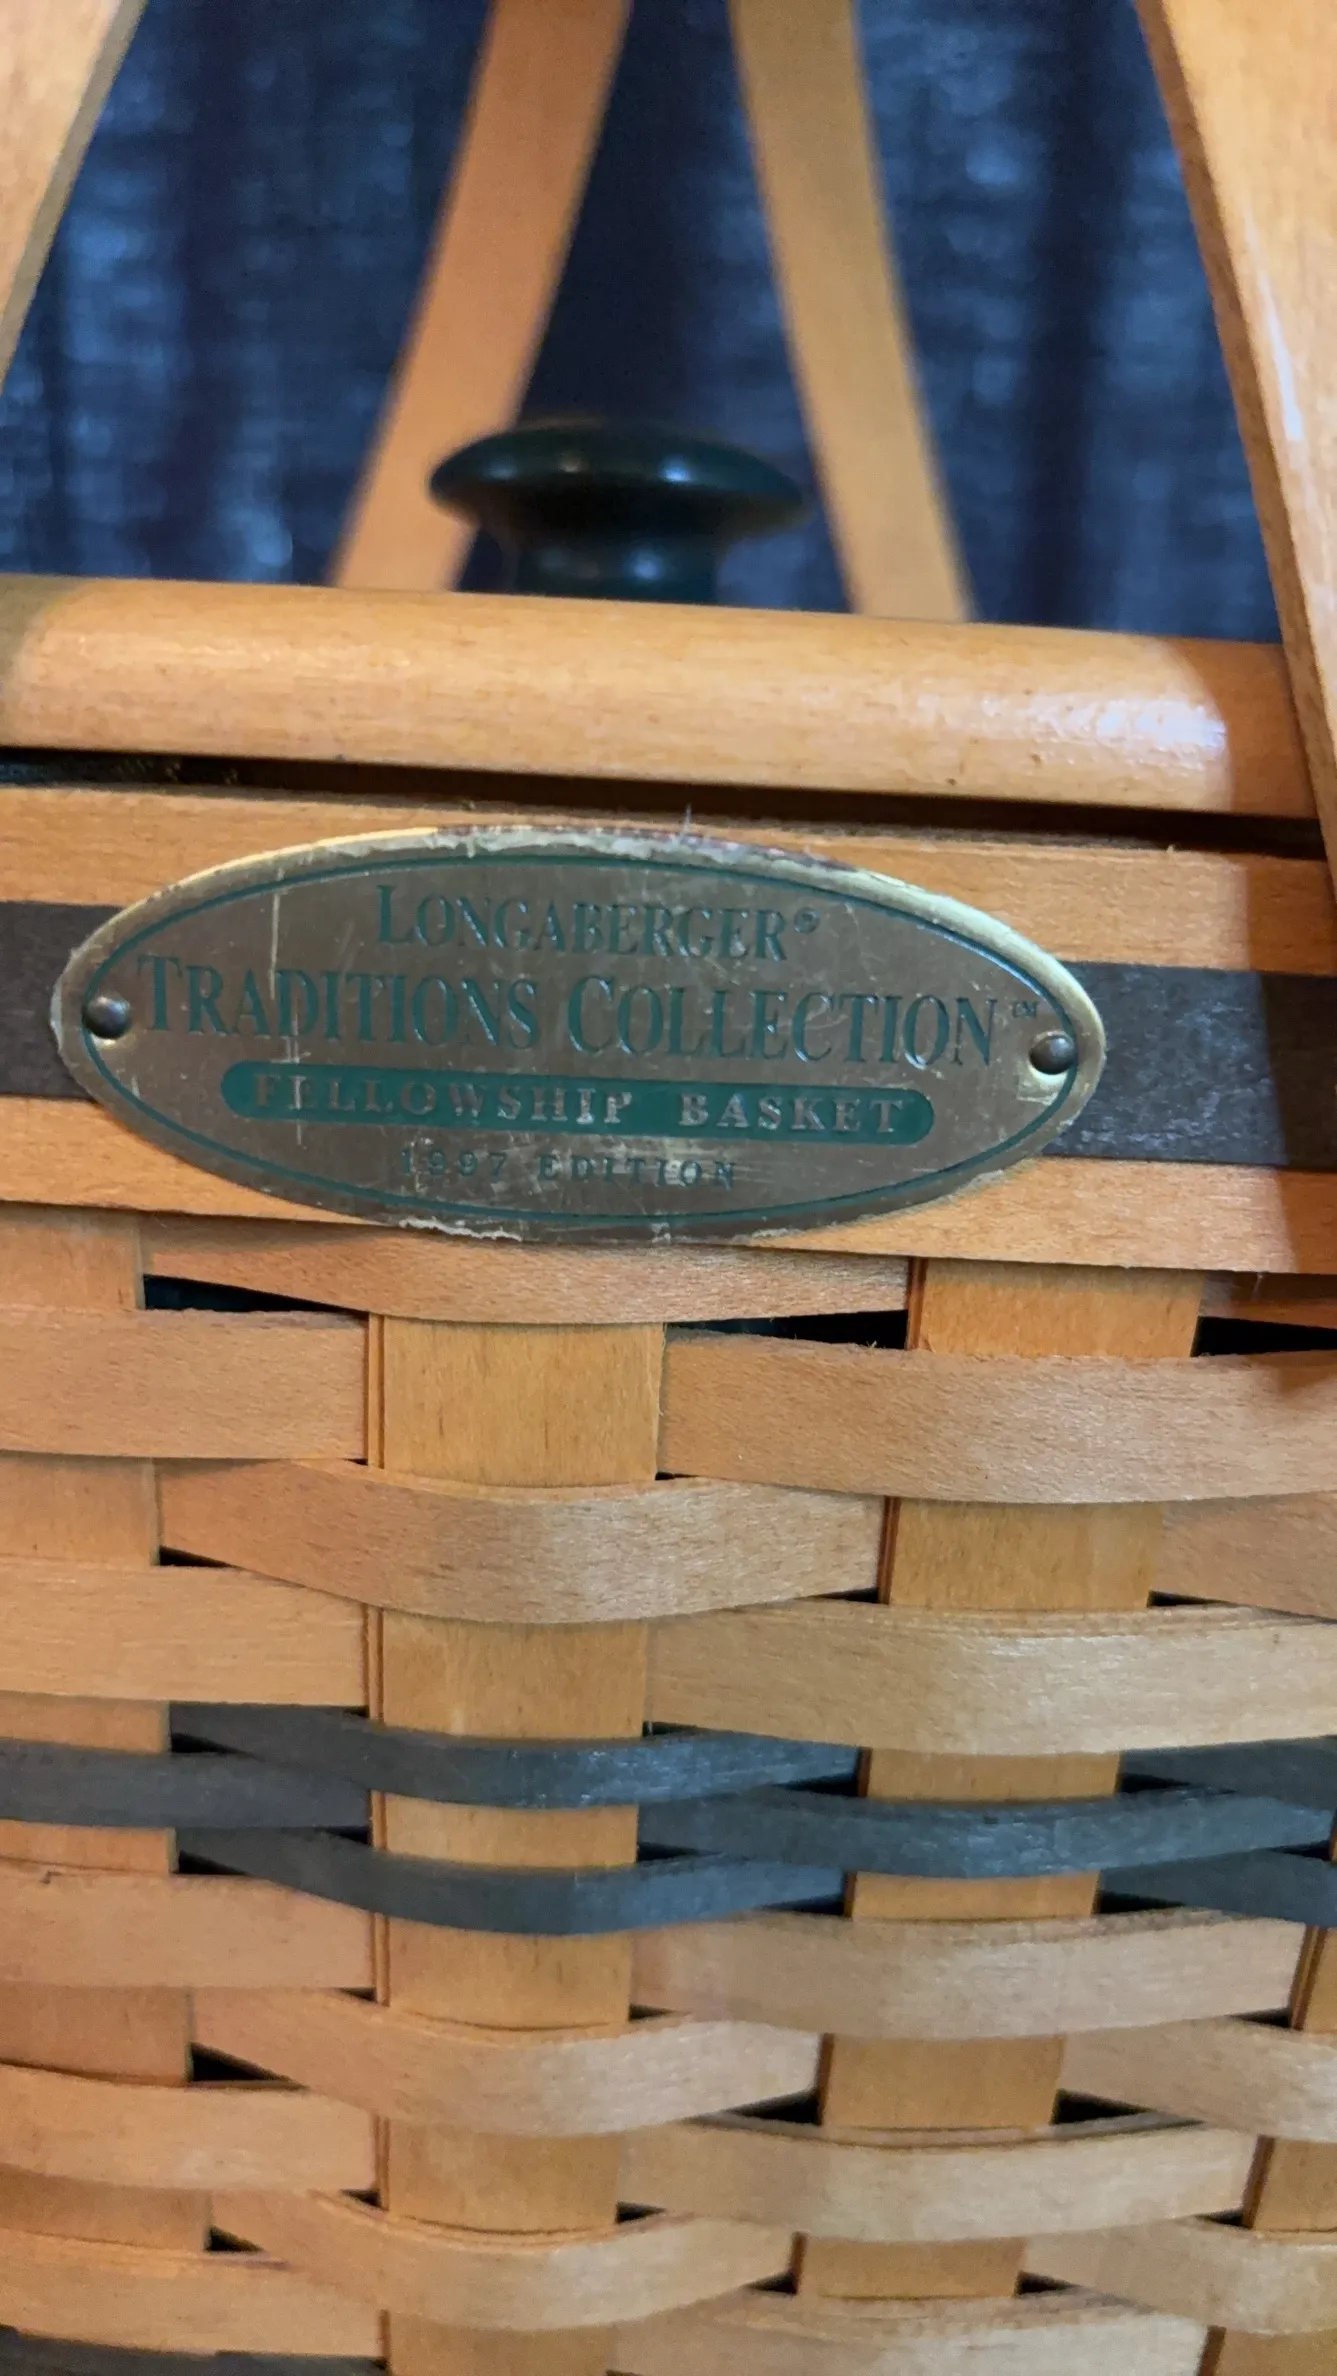 LONGABERGER®
TRADITIONS COLLECTION™
FELLOWSHIP BASKET
1997 EDITION